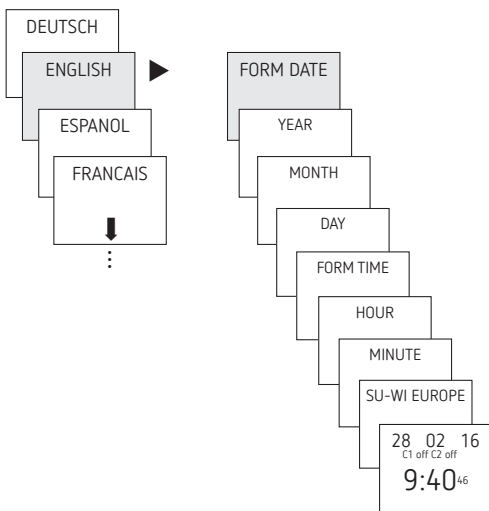 DEUTSCH
ENGLISH
ESPANOL
FRANCAIS
FORM DATE
YEAR
MONTH
DAY
FORM TIME
HOUR
MINUTE
SU-WI EUROPE
28 02 16
C1 off C2 off
9:40 46